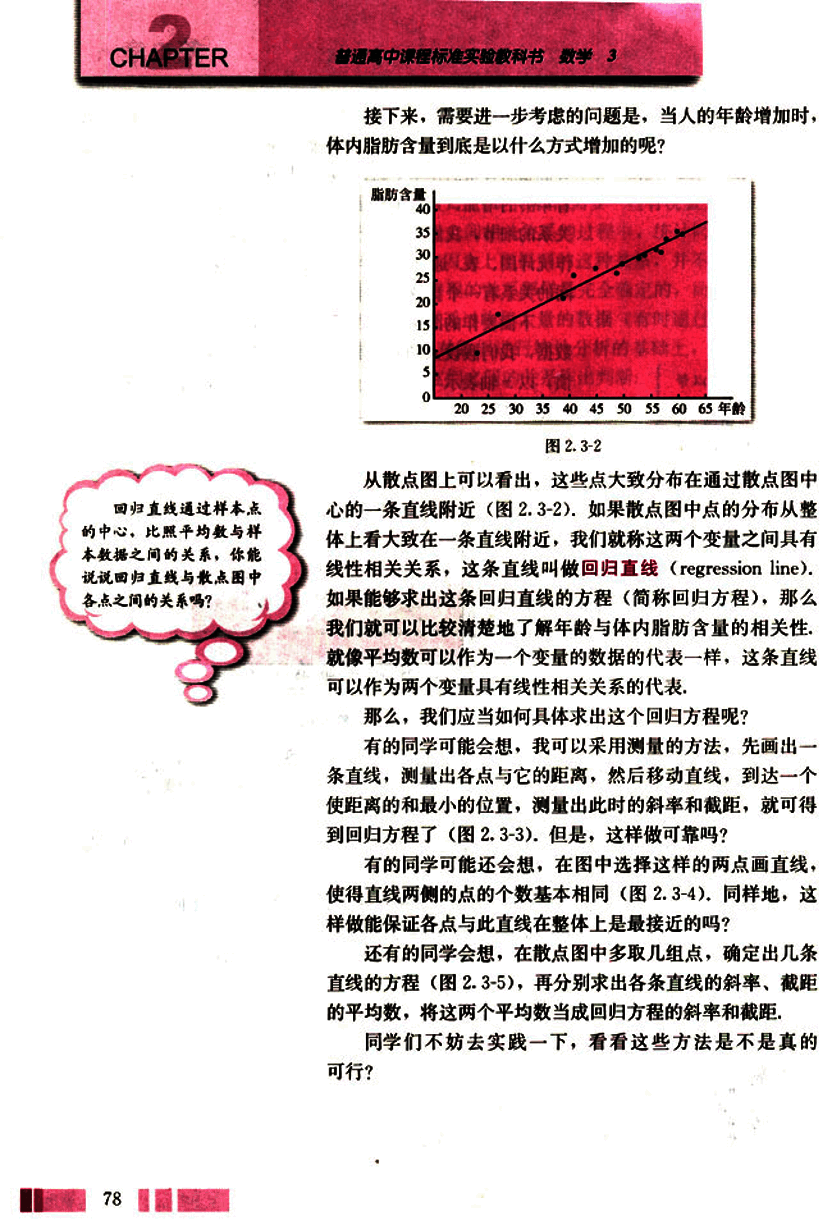 2
CHAPTER
普通高中课程标准实验教科书 数学 3
接下来，需要进一步考虑的问题是，当人的年龄增加时，
体内脂肪含量到底是以什么方式增加的呢？
脂肪含量
40
35
30
25
20
15
10
5
0
20 25 30 35 40 45 50 55 60 65 年龄
图 2.3-2
回归直线通过样本点
的中心，比照平均数与样
本数据之间的关系，你能
说说回归直线与散点图中
各点之间的关系吗？
从散点图上可以看出，这些点大致分布在通过散点图中
心的一条直线附近（图 2.3-2）．如果散点图中点的分布从整
体上看大致在一条直线附近，我们就称这两个变量之间具有
线性相关关系，这条直线叫做回归直线（regression line）．
如果能够求出这条回归直线的方程（简称回归方程），那么
我们就可以比较清楚地了解年龄与体内脂肪含量的相关性．
就像平均数可以作为一个变量的数据的代表一样，这条直线
可以作为两个变量具有线性相关关系的代表．
那么，我们应当如何具体求出这个回归方程呢？
有的同学可能会想，我可以采用测量的方法，先画出一
条直线，测量出各点与它的距离，然后移动直线，到达一个
使距离的和最小的位置，测量出此时的斜率和截距，就可得
到回归方程了（图 2.3-3）．但是，这样做可靠吗？
有的同学可能还会想，在图中选择这样的两点画直线，
使得直线两侧的点的个数基本相同（图 2.3-4）．同样地，这
样做能保证各点与此直线在整体上是最接近的吗？
还有的同学会想，在散点图中多取几组点，确定出几条
直线的方程（图 2.3-5），再分别求出各条直线的斜率、截距
的平均数，将这两个平均数当成回归方程的斜率和截距．
同学们不妨去实践一下，看看这些方法是不是真的
可行？
78